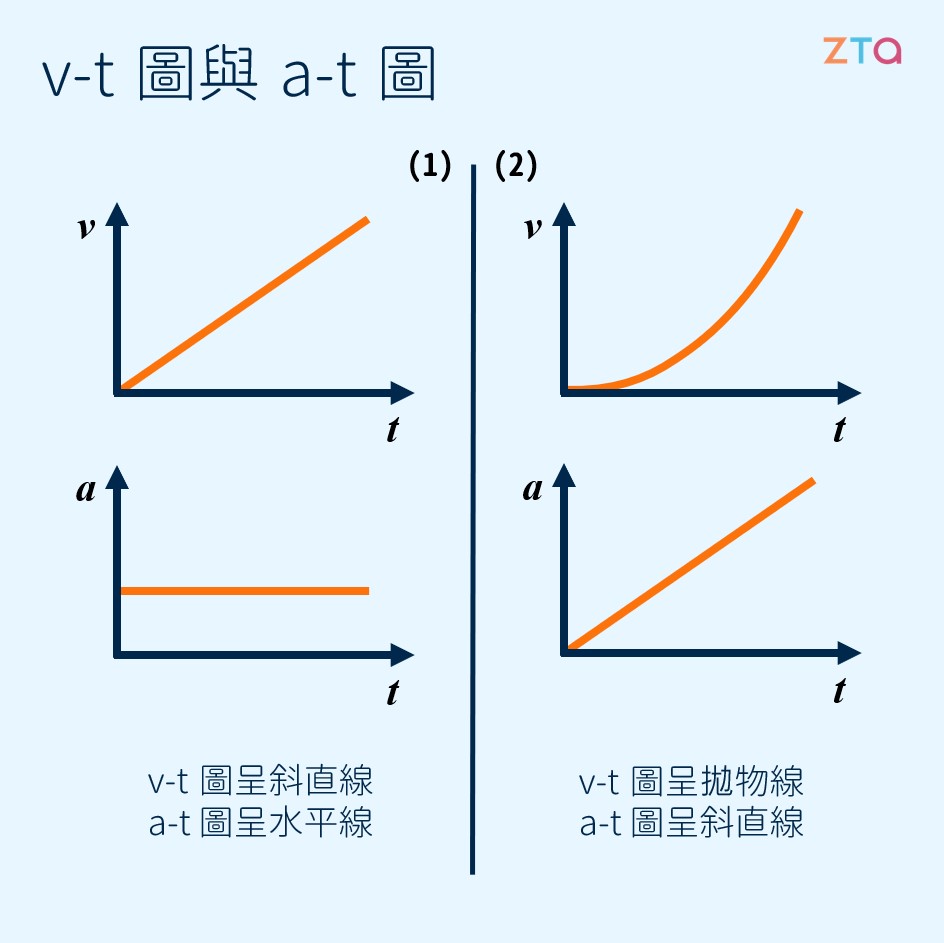 v-t 圖與 a-t 圖
ZTA
(1)
(2)
v
t
a
t
v
t
a
t
v-t 圖呈斜直線
a-t 圖呈水平線
v-t 圖呈拋物線
a-t 圖呈斜直線